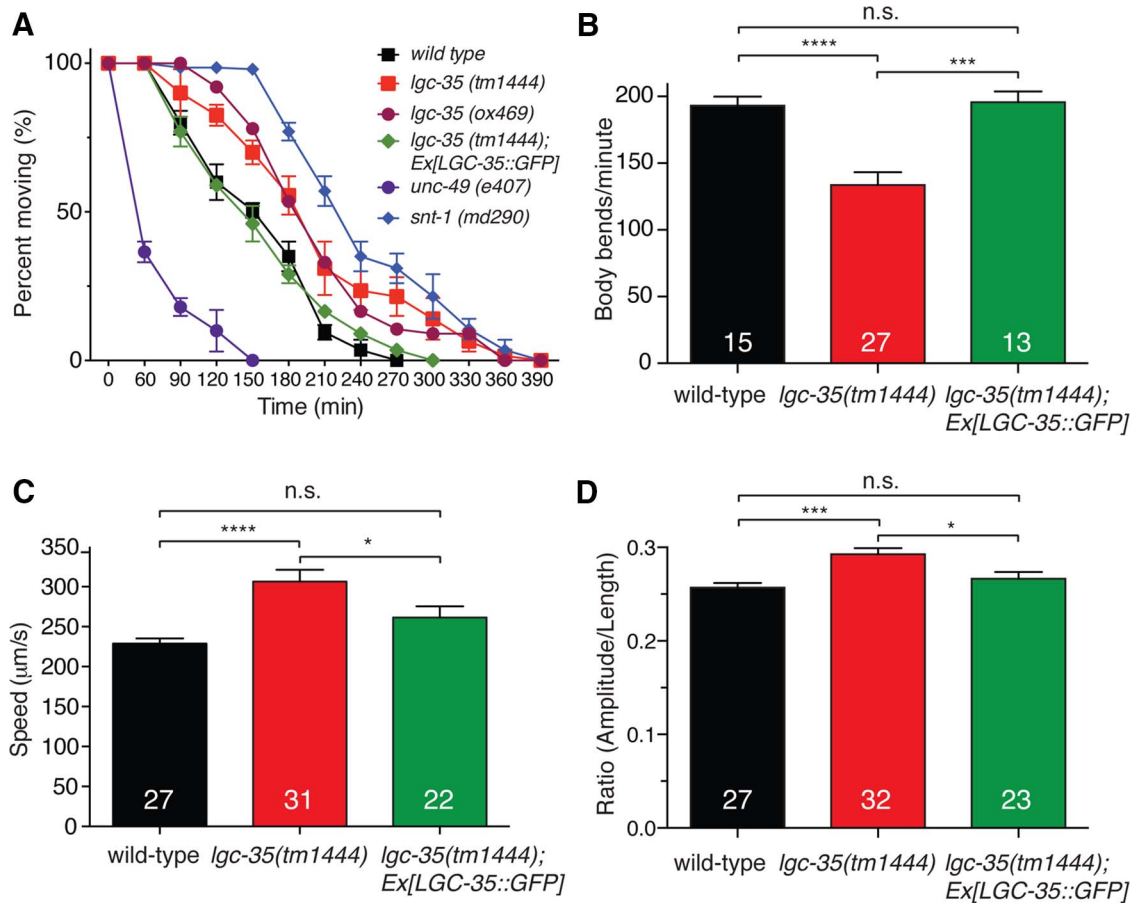 A
Percent moving (%)
100
50
0
0 60 90 120 150 180 210 240 270 300 330 360 390
Time (min)
wild type
lgc-35 (tm1444)
lgc-35 (ox469)
lgc-35 (tm1444);
Ex[LGC-35::GFP]
unc-49 (e407)
snt-1 (md290)
B
n.s.
****
***
Body bends/minute
200
150
100
50
0
15 27 13
wild-type lgc-35(tm1444) lgc-35(tm1444);
Ex[LGC-35::GFP]
C
n.s.
****
*
Speed (μm/s)
350
300
250
200
150
100
50
0
27 31 22
wild-type lgc-35(tm1444) lgc-35(tm1444);
Ex[LGC-35::GFP]
D
n.s.
***
*
Ratio (Amplitude/Length)
0.3
0.2
0.1
0.0
27 32 23
wild-type lgc-35(tm1444) lgc-35(tm1444);
Ex[LGC-35::GFP]